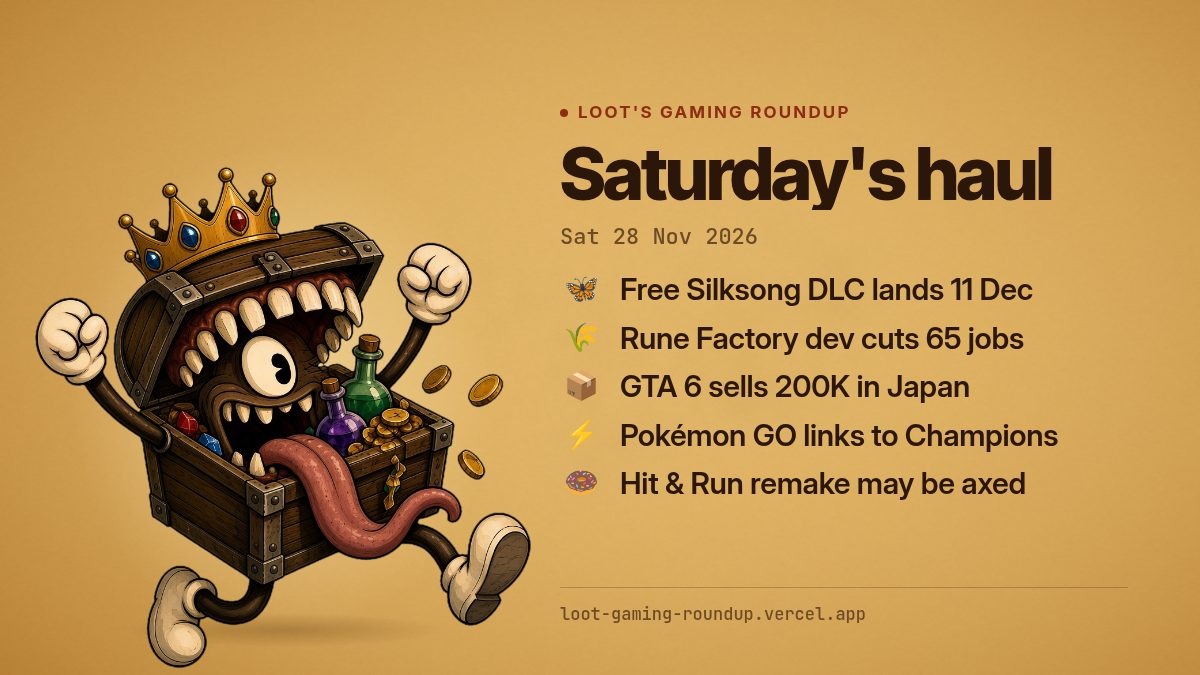 LOOT'S GAMING ROUNDUP
Saturday's haul
Sat 28 Nov 2026
Free Silksong DLC lands 11 Dec
Rune Factory dev cuts 65 jobs
GTA 6 sells 200K in Japan
Pokémon GO links to Champions
Hit & Run remake may be axed
loot-gaming-roundup.vercel.app